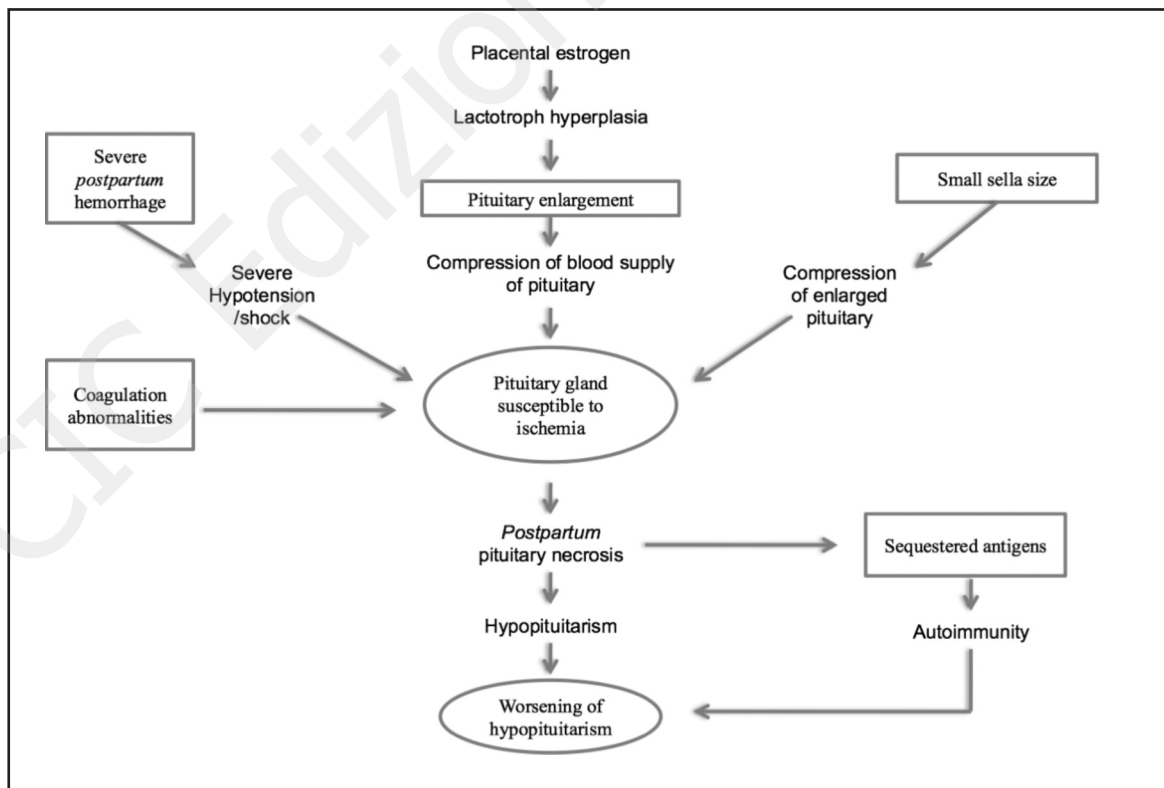 Placental estrogen
Lactotroph hyperplasia
Severe
postpartum
hemorrhage
Pituitary enlargement
Small sella size
Compression of blood supply
of pituitary
Severe
Hypotension
/shock
Compression
of enlarged
pituitary
Coagulation
abnormalities
Pituitary gland
susceptible to
ischemia
Postpartum
pituitary necrosis
Sequestered antigens
Hypopituitarism
Autoimmunity
Worsening of
hypopituitarism
CIC Edizion